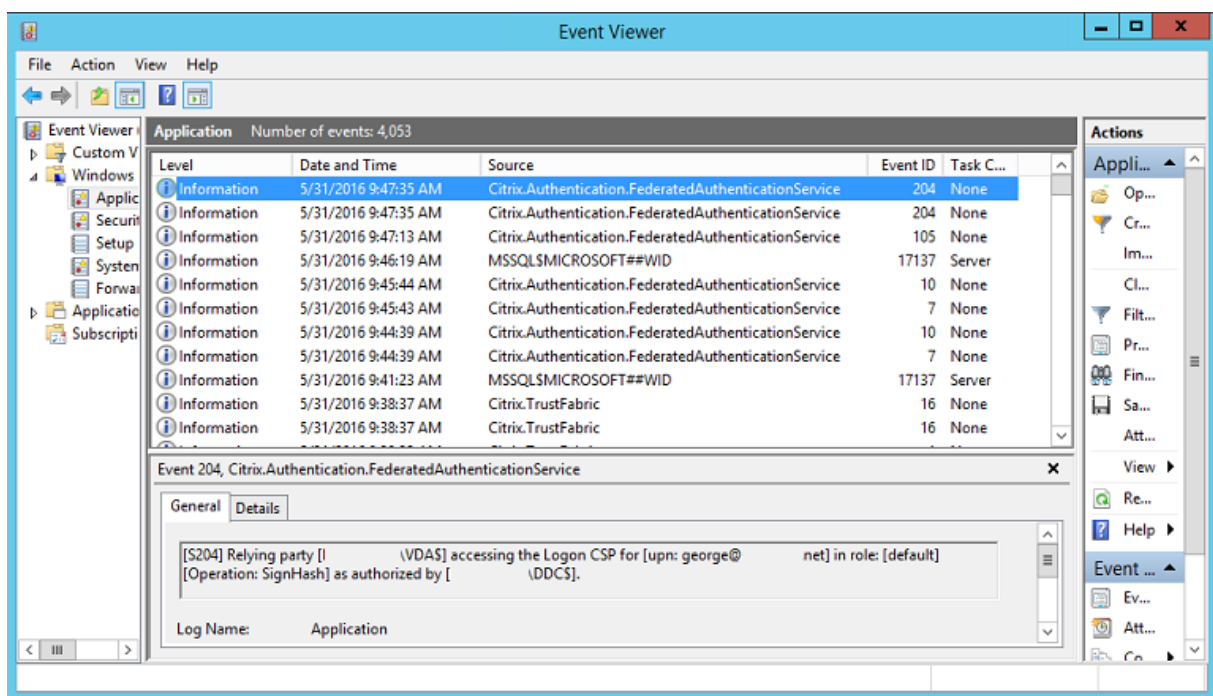 Event Viewer
File Action View Help
Event Viewer
Custom V
Windows
Applic
Securit
Setup
System
Forwar
Applicatio
Subscripti
Application Number of events: 4,053
Level Date and Time Source Event ID Task C...
Information 5/31/2016 9:47:35 AM Citrix.Authentication.FederatedAuthenticationService 204 None
Information 5/31/2016 9:47:35 AM Citrix.Authentication.FederatedAuthenticationService 204 None
Information 5/31/2016 9:47:13 AM Citrix.Authentication.FederatedAuthenticationService 105 None
Information 5/31/2016 9:46:19 AM MSSQL$MICROSOFT##WID 17137 Server
Information 5/31/2016 9:45:44 AM Citrix.Authentication.FederatedAuthenticationService 10 None
Information 5/31/2016 9:45:43 AM Citrix.Authentication.FederatedAuthenticationService 7 None
Information 5/31/2016 9:44:39 AM Citrix.Authentication.FederatedAuthenticationService 10 None
Information 5/31/2016 9:44:39 AM Citrix.Authentication.FederatedAuthenticationService 7 None
Information 5/31/2016 9:41:23 AM MSSQL$MICROSOFT##WID 17137 Server
Information 5/31/2016 9:38:37 AM Citrix.TrustFabric 16 None
Information 5/31/2016 9:38:37 AM Citrix.TrustFabric 16 None
Event 204, Citrix.Authentication.FederatedAuthenticationService
General Details
[S204] Relying party [ \VDA$] accessing the Logon CSP for [upn: george@ net] in role: [default]
[Operation: SignHash] as authorized by [ \DDC$].
Log Name: Application
Actions
Appli...
Op...
Cr...
Im...
Cl...
Filt...
Pr...
Fin...
Sa...
Att...
View
Re...
Help
Event ...
Ev...
Att...
Co...